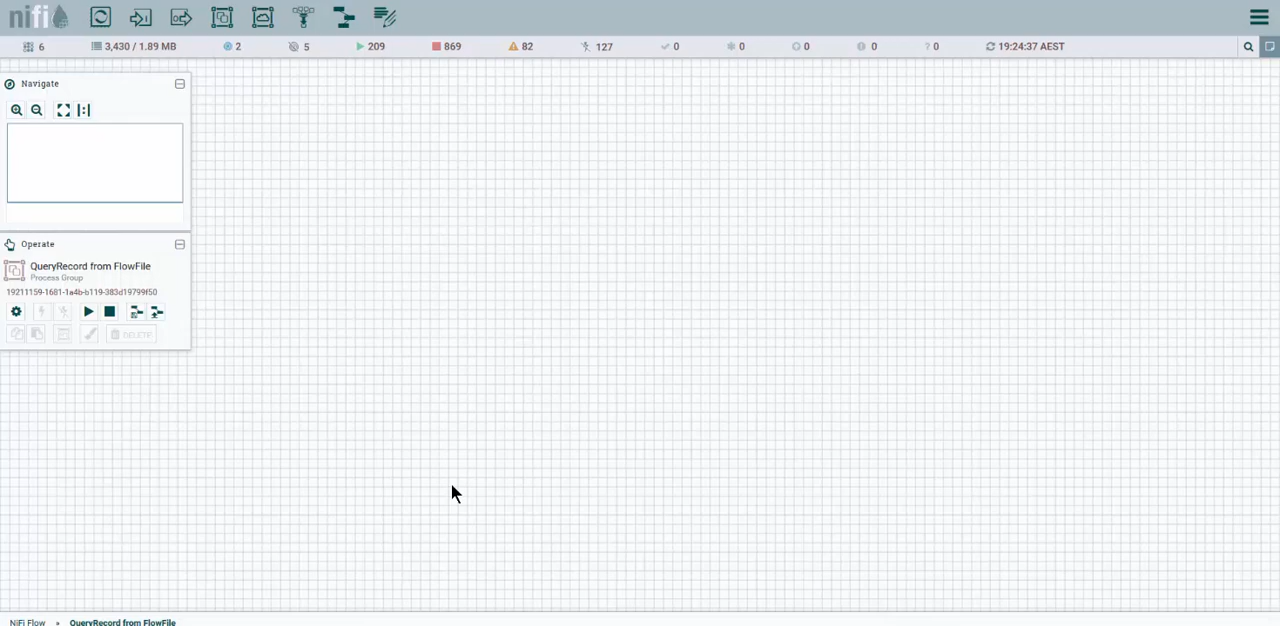 nifi
6 3,430 / 1.89 MB 2 5 209 869 82 127 0 0 0 0 ? 0 19:24:37 AEST
Navigate
Operate
QueryRecord from FlowFile
Process Group
19211159-1681-1a4b-b119-383d19799f50
DELETE
NiFi Flow » QueryRecord from FlowFile